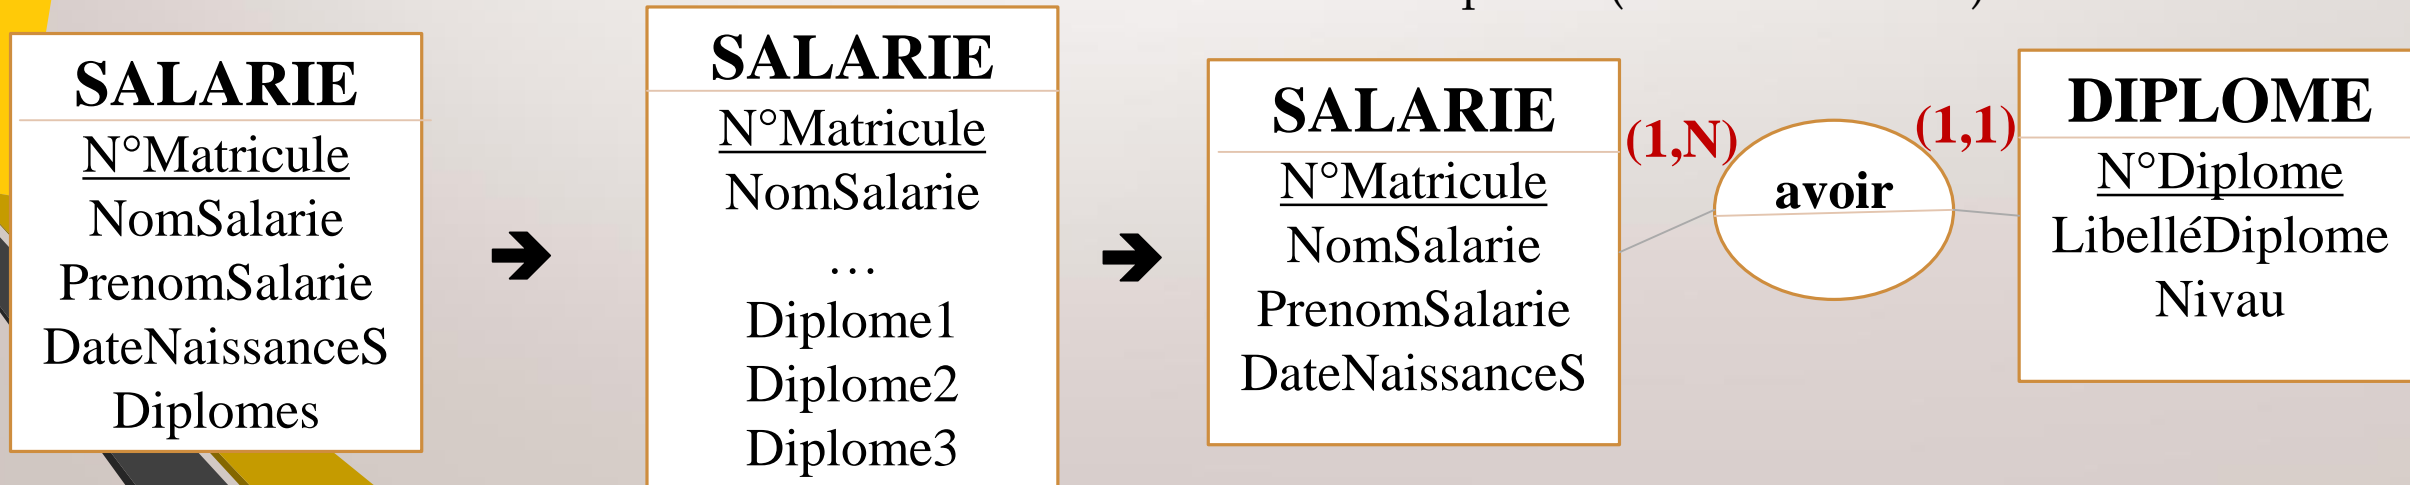 SALARIE
N°Matricule
NomSalarie
PrenomSalarie
DateNaissanceS
Diplomes
➔
SALARIE
N°Matricule
NomSalarie
…
Diplome1
Diplome2
Diplome3
➔
SALARIE
N°Matricule
NomSalarie
PrenomSalarie
DateNaissanceS
(1,N)
avoir
(1,1)
DIPLOME
N°Diplome
LibelléDiplome
Nivau